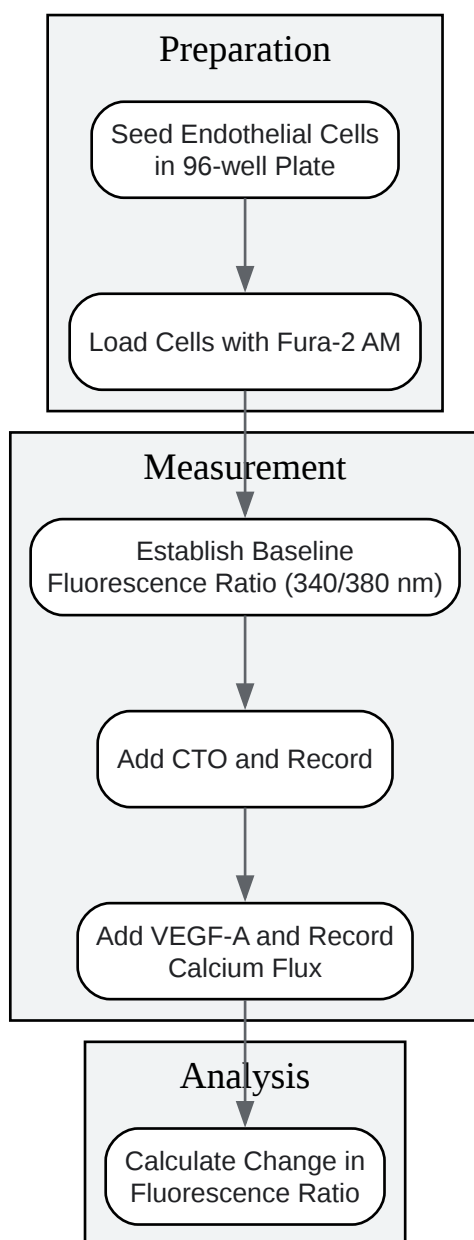 Preparation
Seed Endothelial Cells
in 96-well Plate
Load Cells with Fura-2 AM
Measurement
Establish Baseline
Fluorescence Ratio (340/380 nm)
Add CTO and Record
Add VEGF-A and Record
Calcium Flux
Analysis
Calculate Change in
Fluorescence Ratio